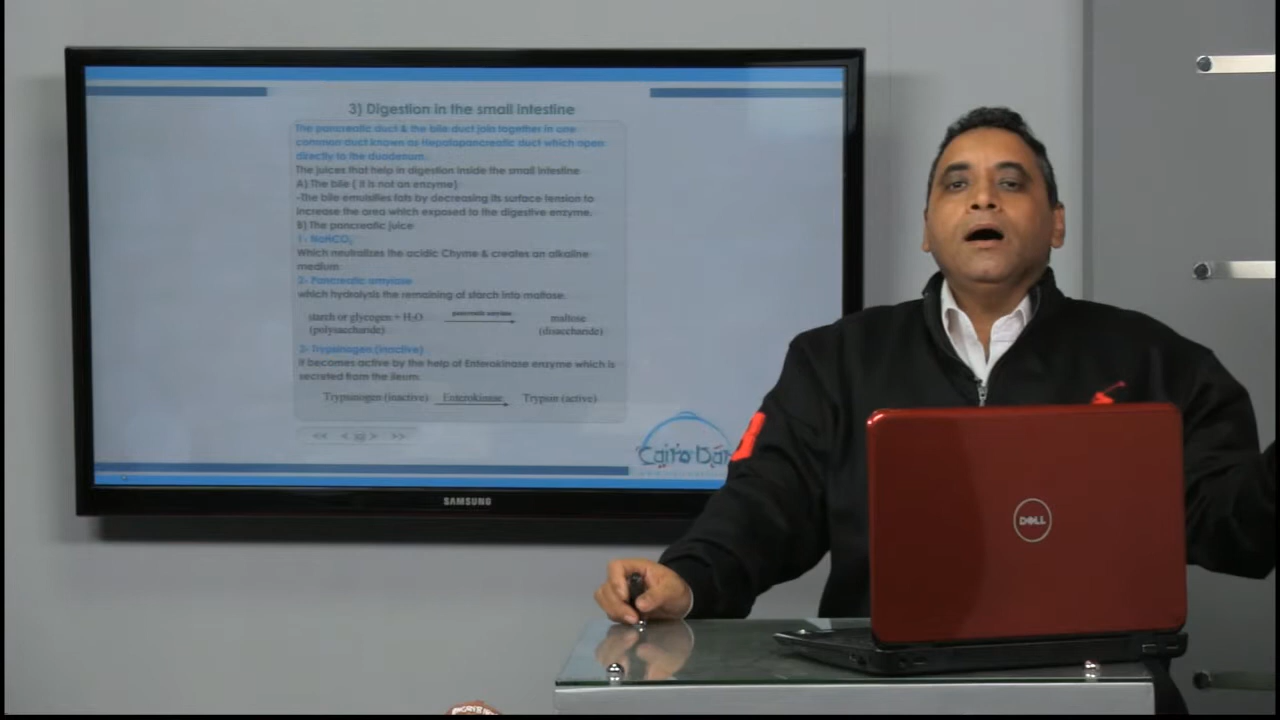 3) Digestion in the small intestine
The pancreatic duct & the bile duct join together in one
common duct known as Hepatopancreatic duct which open
directly to the duodenum.
The juices that help in digestion inside the small intestine
A) The bile ( it is not an enzyme)
-The bile emulsifies fats by decreasing its surface tension to
increase the area which exposed to the digestive enzyme.
B) The pancreatic juice
1- NaHCO3
Which neutralizes the acidic Chyme & creates an alkaline
medium
2- Pancreatic amylase
which hydrolysis the remaining of starch into maltose.
starch or glycogen + H2O pancreatic amylase maltose
(polysaccharide) (disaccharide)
3- Trypsinogen (inactive)
It becomes active by the help of Enterokinase enzyme which is
secreted from the ileum.
Trypsinogen (inactive) Enterokinase Trypsin (active)
Cairo Dar
SAMSUNG
DELL